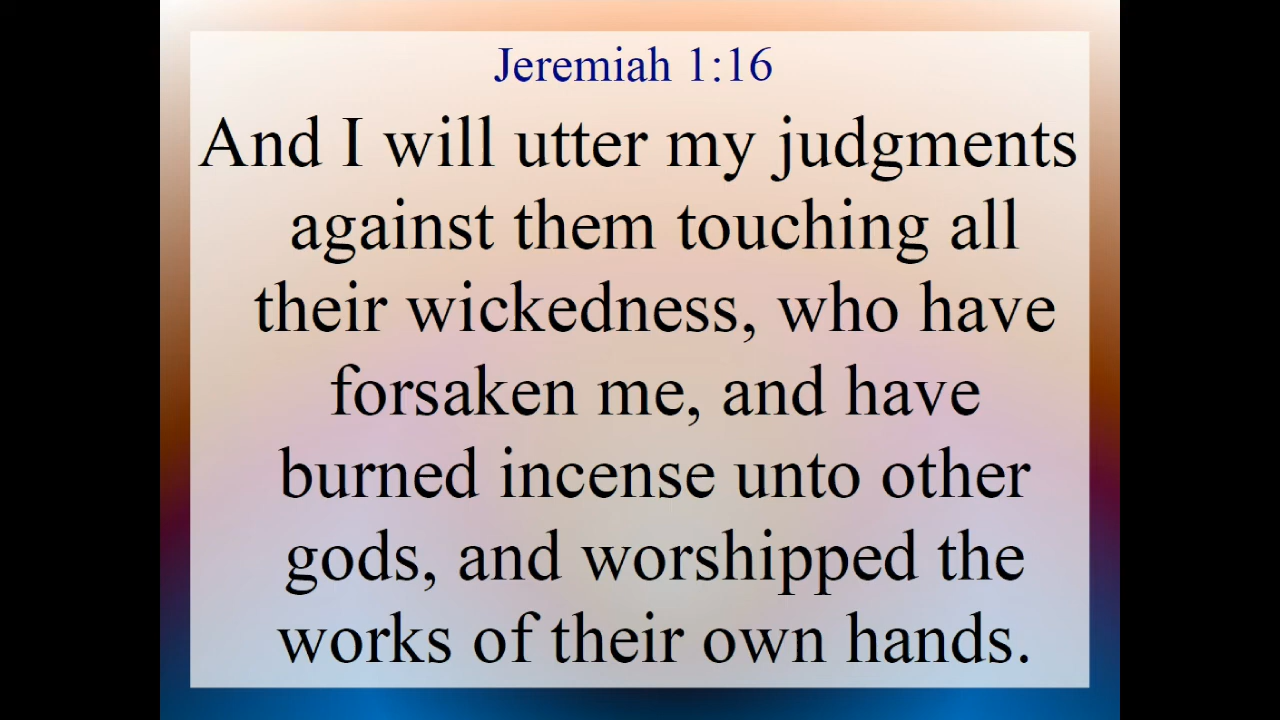 Jeremiah 1:16
And I will utter my judgments
against them touching all
their wickedness, who have
forsaken me, and have
burned incense unto other
gods, and worshipped the
works of their own hands.